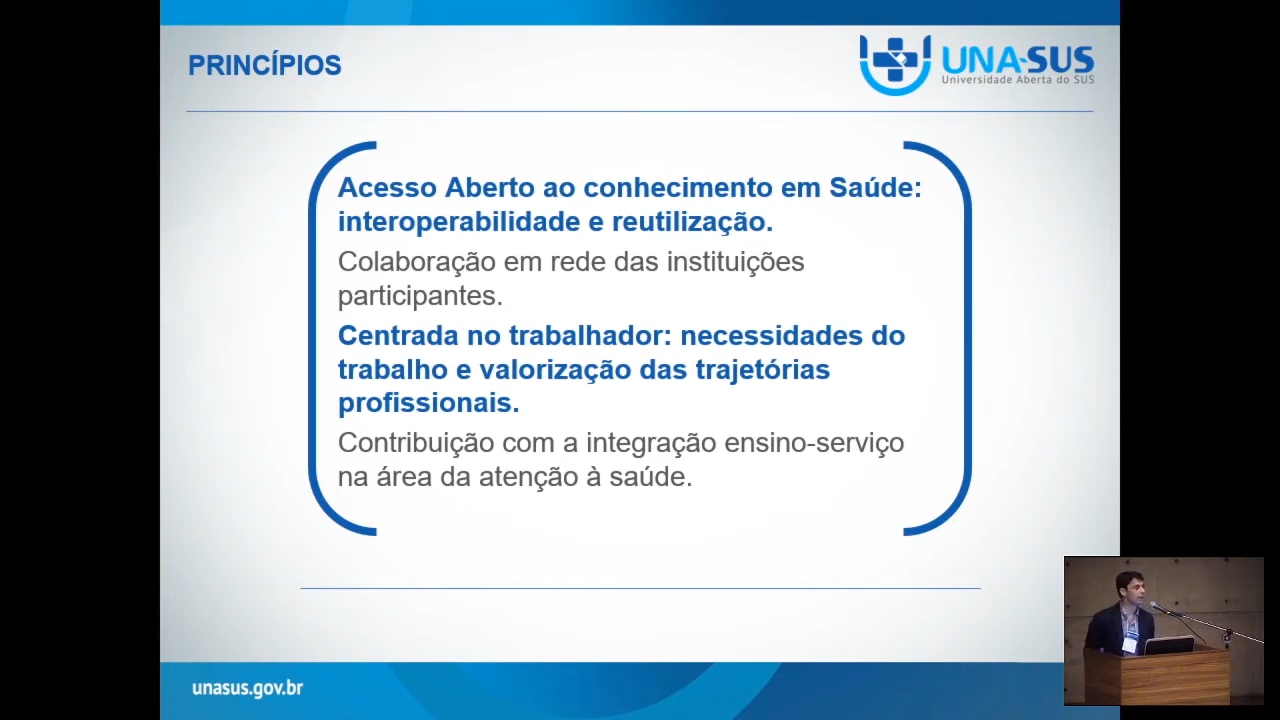 PRINCÍPIOS
UNA-SUS
Universidade Aberta do SUS
Acesso Aberto ao conhecimento em Saúde:
interoperabilidade e reutilização.
Colaboração em rede das instituições
participantes.
Centrada no trabalhador: necessidades do
trabalho e valorização das trajetórias
profissionais.
Contribuição com a integração ensino-serviço
na área da atenção à saúde.
unasus.gov.br